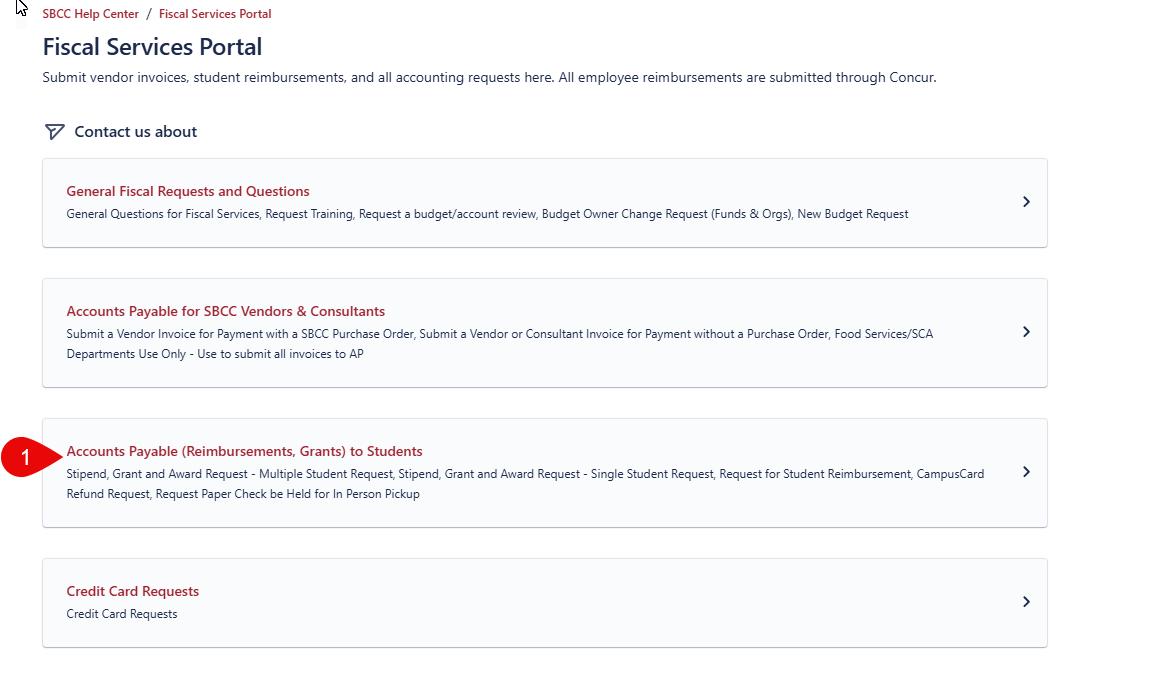 SBCC Help Center / Fiscal Services Portal
Fiscal Services Portal
Submit vendor invoices, student reimbursements, and all accounting requests here. All employee reimbursements are submitted through Concur.
Contact us about
General Fiscal Requests and Questions
General Questions for Fiscal Services, Request Training, Request a budget/account review, Budget Owner Change Request (Funds & Orgs), New Budget Request
Accounts Payable for SBCC Vendors & Consultants
Submit a Vendor Invoice for Payment with a SBCC Purchase Order, Submit a Vendor or Consultant Invoice for Payment without a Purchase Order, Food Services/SCA
Departments Use Only - Use to submit all invoices to AP
1
Accounts Payable (Reimbursements, Grants) to Students
Stipend, Grant and Award Request - Multiple Student Request, Stipend, Grant and Award Request - Single Student Request, Request for Student Reimbursement, CampusCard
Refund Request, Request Paper Check be Held for In Person Pickup
Credit Card Requests
Credit Card Requests